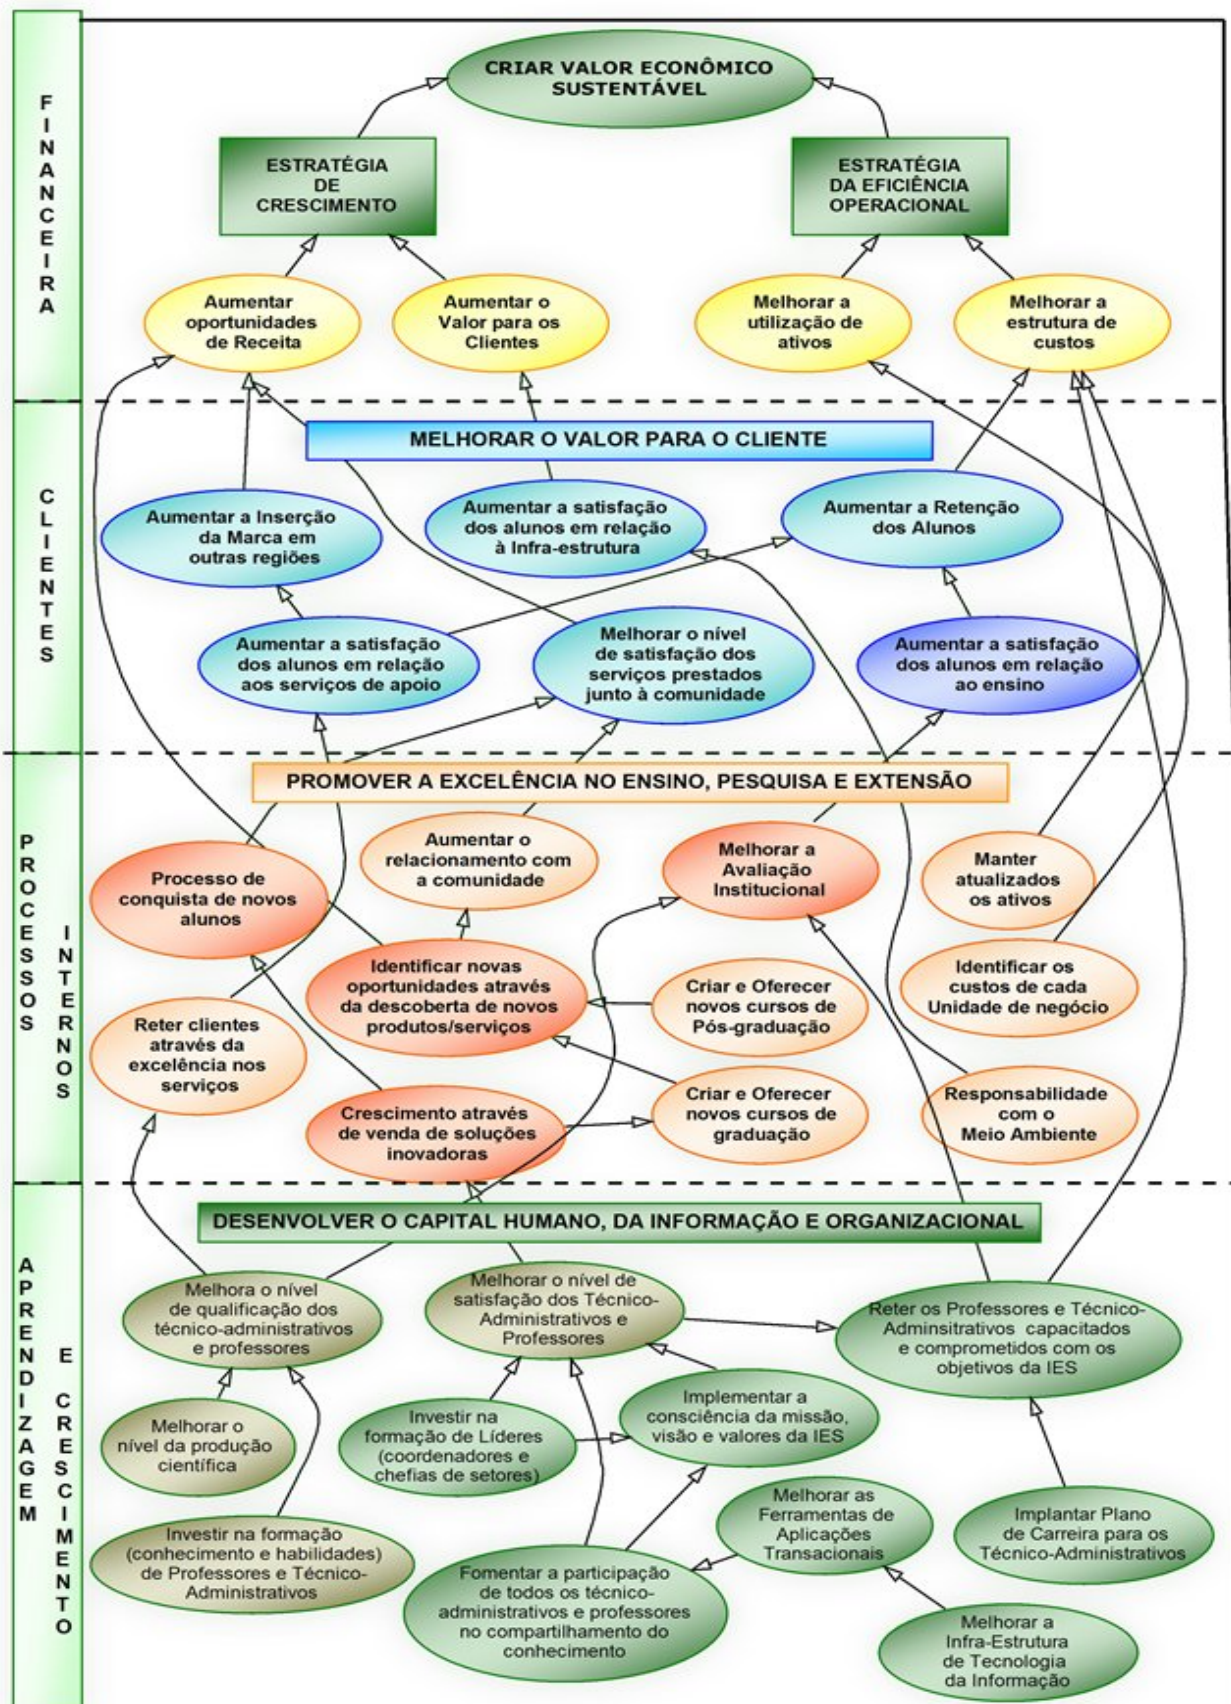 FINANCEIRA
CRIAR VALOR ECONÔMICO
SUSTENTÁVEL
ESTRATÉGIA
DE
CRESCIMENTO
ESTRATÉGIA
DA EFICIÊNCIA
OPERACIONAL
Aumentar
oportunidades
de Receita
Aumentar o
Valor para os
Clientes
Melhorar a
utilização de
ativos
Melhorar a
estrutura de
custos
CLIENTES
MELHORAR O VALOR PARA O CLIENTE
Aumentar a Inserção
da Marca em
outras regiões
Aumentar a satisfação
dos alunos em relação
à Infra-estrutura
Aumentar a Retenção
dos Alunos
Aumentar a satisfação
dos alunos em relação
aos serviços de apoio
Melhorar o nível
de satisfação dos
serviços prestados
junto à comunidade
Aumentar a satisfação
dos alunos em relação
ao ensino
PROCESSOS
INTERNOS
PROMOVER A EXCELÊNCIA NO ENSINO, PESQUISA E EXTENSÃO
Processo de
conquista de novos
alunos
Aumentar o
relacionamento com
a comunidade
Melhorar a
Avaliação
Institucional
Manter
atualizados
os ativos
Reter clientes
através da
excelência nos
serviços
Identificar novas
oportunidades através
da descoberta de novos
produtos/serviços
Criar e Oferecer
novos cursos de
Pós-graduação
Identificar os
custos de cada
Unidade de negócio
Crescimento através
de venda de soluções
inovadoras
Criar e Oferecer
novos cursos de
graduação
Responsabilidade
com o
Meio Ambiente
APRENDIZAGEM
E CRESCIMENTO
DESENVOLVER O CAPITAL HUMANO, DA INFORMAÇÃO E ORGANIZACIONAL
Melhora o nível
de qualificação dos
técnico-administrativos
e professores
Melhorar o nível de
satisfação dos Técnico-
Administrativos e
Professores
Reter os Professores e Técnico-
Adminsitrativos capacitados
e comprometidos com os
objetivos da IES
Melhorar o
nível da produção
científica
Investir na
formação de Líderes
(coordenadores e
chefias de setores)
Implementar a
consciência da missão,
visão e valores da IES
Investir na formação
(conhecimento e habilidades)
de Professores e Técnico-
Administrativos
Fomentar a participação
de todos os técnico-
administrativos e professores
no compartilhamento do
conhecimento
Melhorar as
Ferramentas de
Aplicações
Transacionais
Implantar Plano
de Carreira para os
Técnico-Administrativos
Melhorar a
Infra-Estrutura
de Tecnologia
da Informação